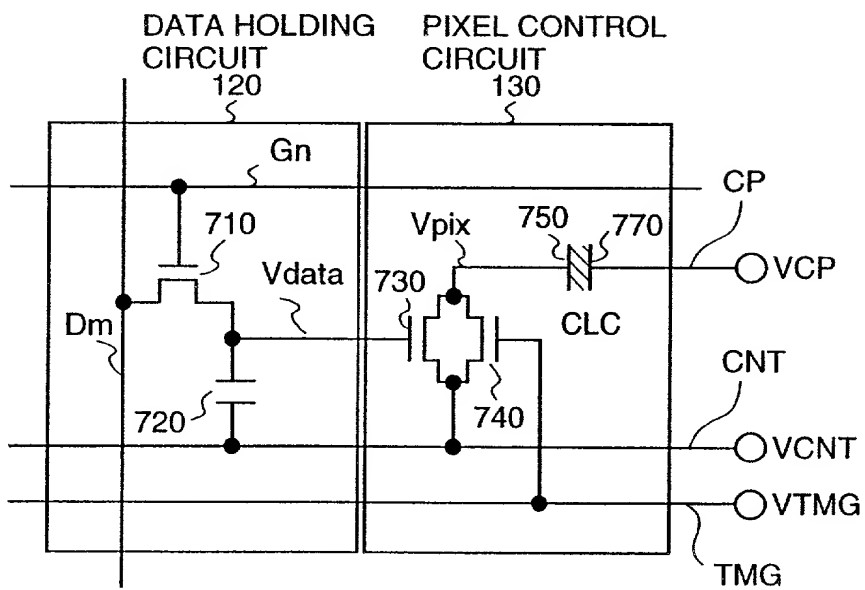 DATA HOLDING
CIRCUIT
120
PIXEL CONTROL
CIRCUIT
130
Gn
CP
710
Vpix
750
770
Vdata
730
VCP
Dm
CLC
CNT
720
740
VCNT
VTMG
TMG